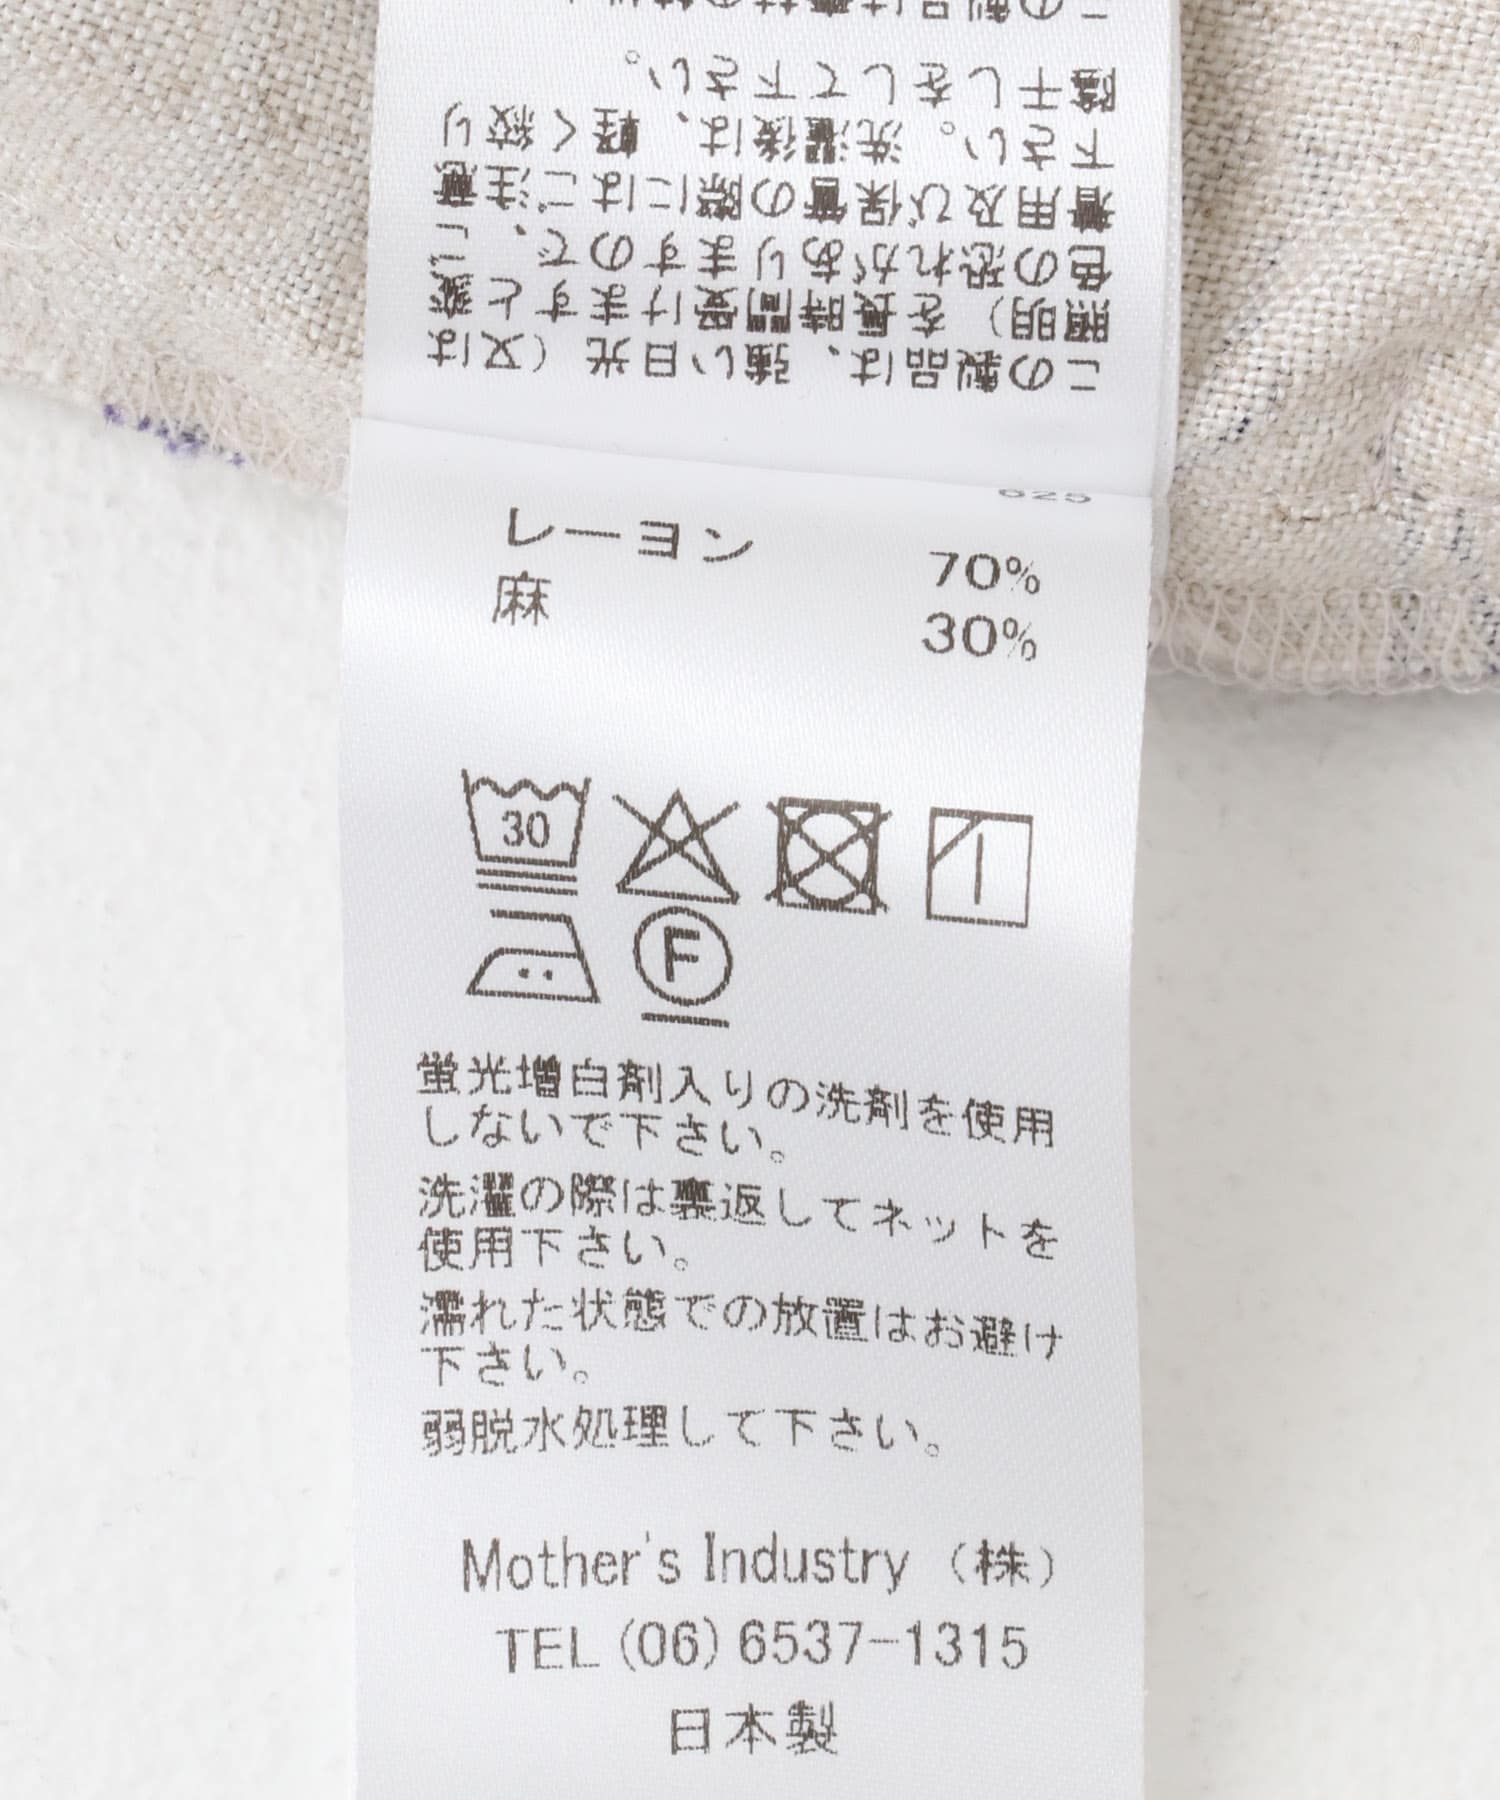 この製品は、強い日光（又は
照明）を長時間受けますと変
色の恐れがありますので、ご
着用及び保管の際にはご注意
下さい。洗濯後は、軽く絞り
陰干しをして下さい。
レーヨン 70%
麻 30%
30
F
蛍光増白剤入りの洗剤を使用
しないで下さい。
洗濯の際は裏返してネットを
使用下さい。
濡れた状態での放置はお避け
下さい。
弱脱水処理して下さい。
Mother's Industry（株）
TEL(06)6537-1315
日本製